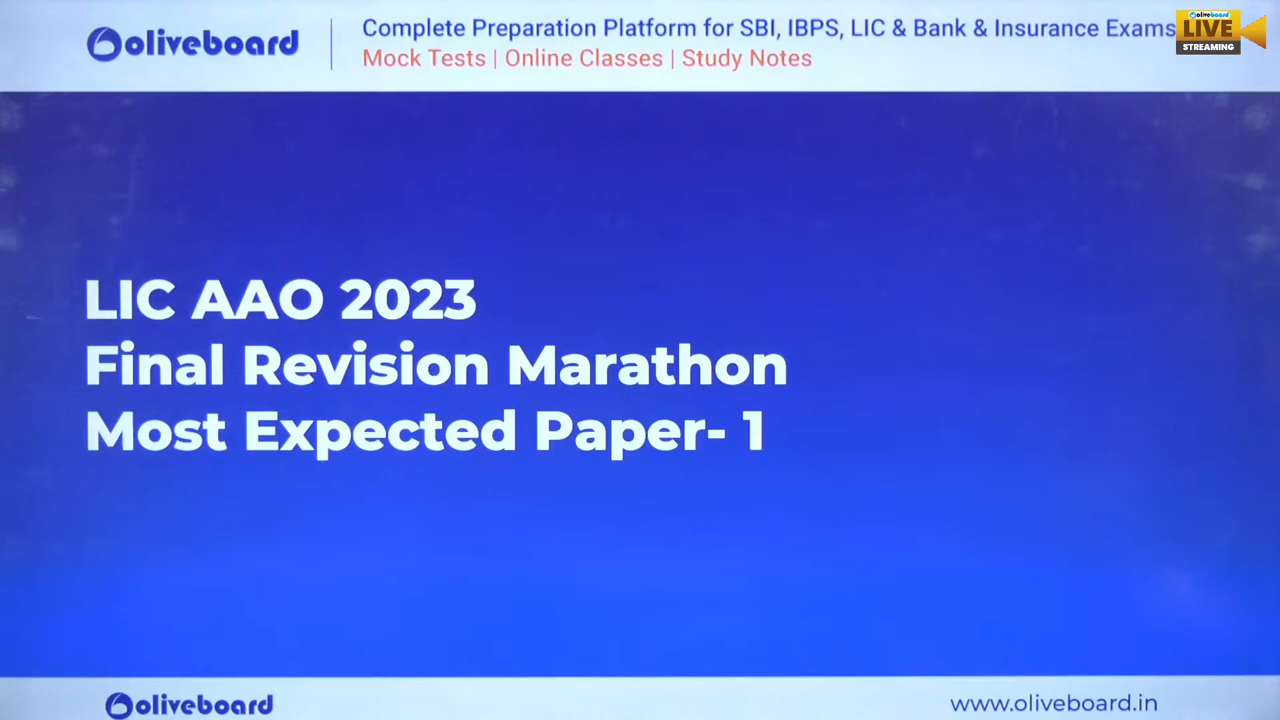 oliveboard
Complete Preparation Platform for SBI, IBPS, LIC & Bank & Insurance Exams
Mock Tests | Online Classes | Study Notes
oliveboard
LIVE
STREAMING
LIC AAO 2023
Final Revision Marathon
Most Expected Paper- 1
oliveboard
www.oliveboard.in